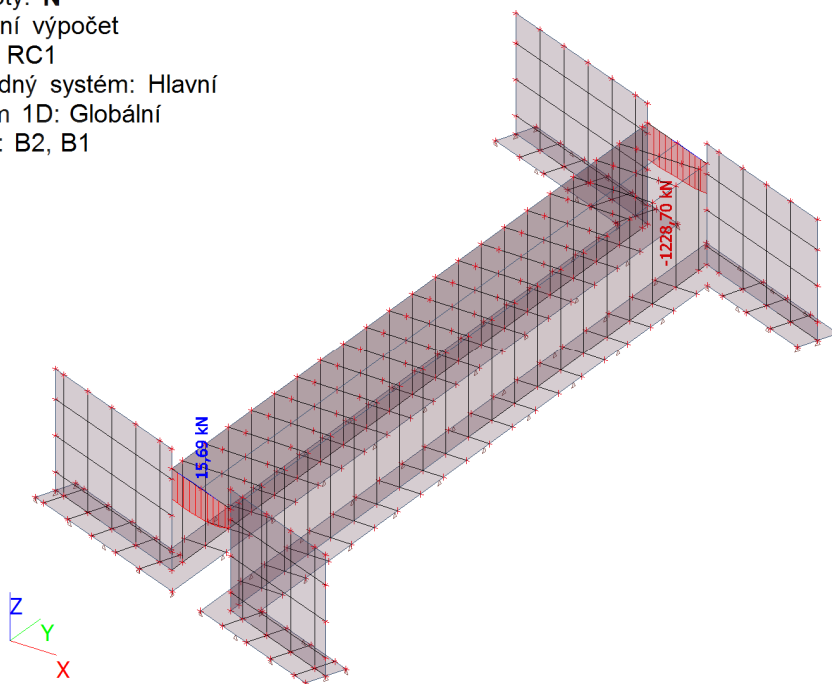 N
ní výpočet
RC1
dný systém: Hlavní
1D: Globální
: B2, B1
-1228,70 kN
15,69 kN
Z
Y
X